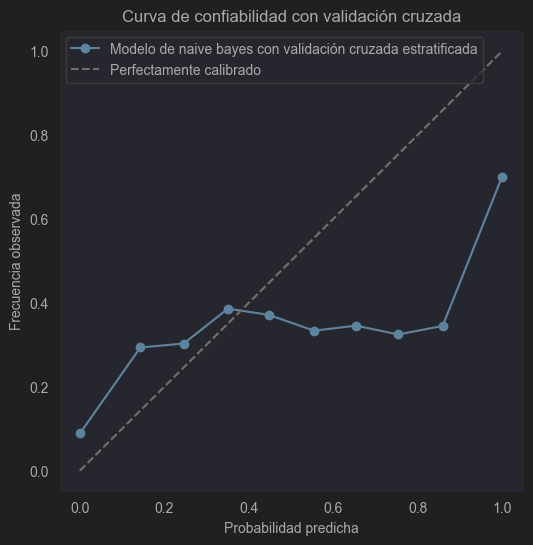 Curva de confiabilidad con validación cruzada
Modelo de naive bayes con validación cruzada estratificada
Perfectamente calibrado
Frecuencia observada
1.0
0.8
0.6
0.4
0.2
0.0
0.0 0.2 0.4 0.6 0.8 1.0
Probabilidad predicha